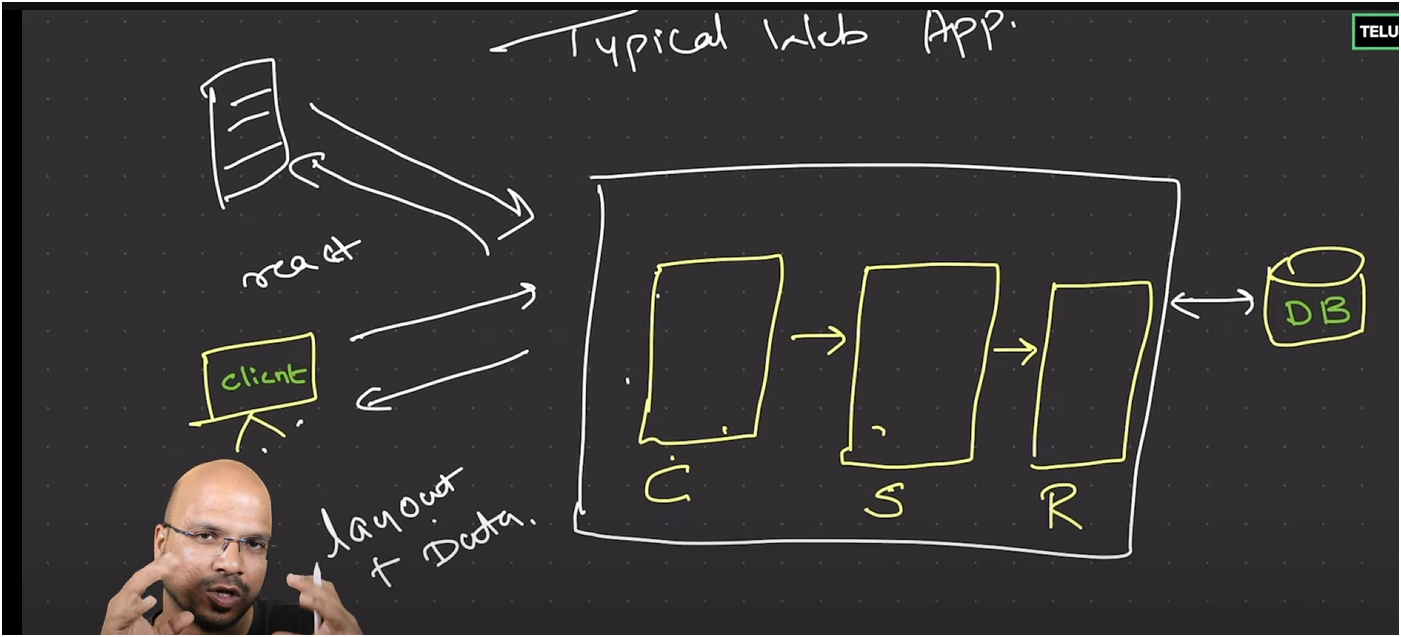 Typical Web App.
TELU
react
client
layout
+ Data.
C
S
R
DB